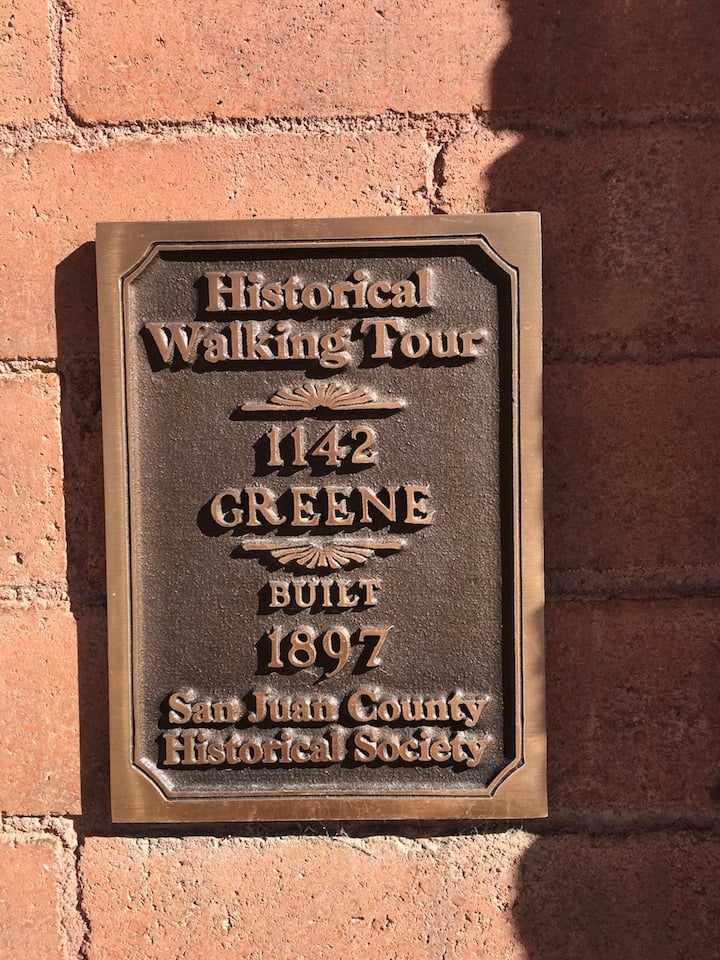 Historical
Walking Tour
1142
GREENE
BUILT
1897
San Juan County
Historical Society